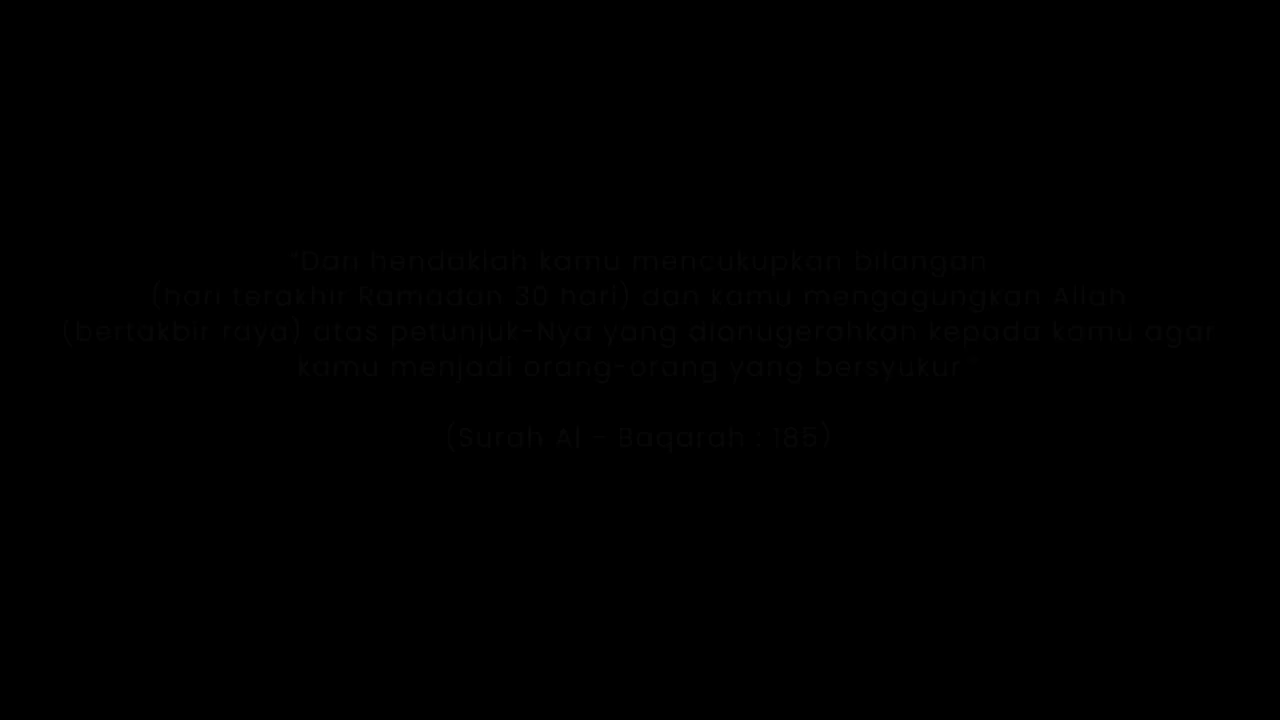 "Dan hendaklah kamu mencukupkan bilangan
(hari terakhir Ramadan 30 hari) dan kamu mengagungkan Allah
(bertakbir raya) atas petunjuk-Nya yang dianugerahkan kepada kamu agar
kamu menjadi orang-orang yang bersyukur"
(Surah Al - Baqarah : 185)